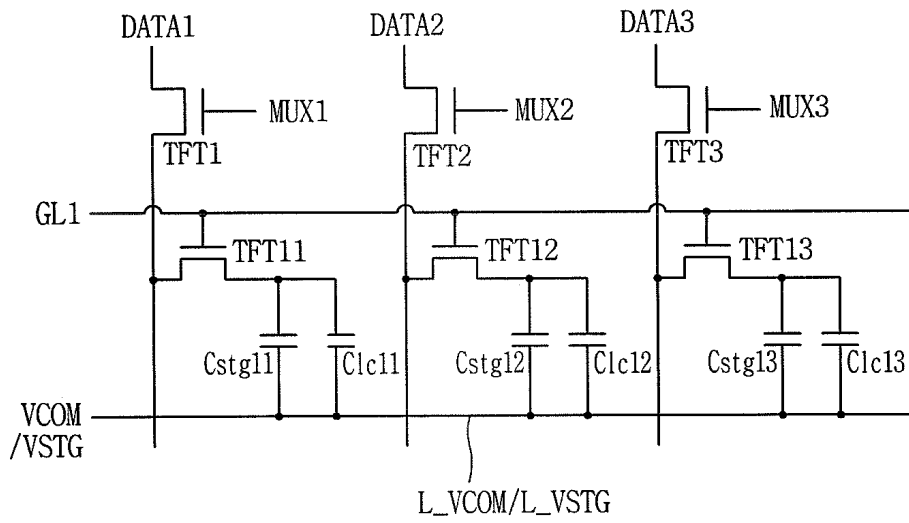 DATA1 DATA2 DATA3
MUX1 MUX2 MUX3
TFT1 TFT2 TFT3
GL1
TFT11 TFT12 TFT13
Cstg11 Clc11 Cstg12 Clc12 Cstg13 Clc13
VCOM
/VSTG
L_VCOM/L_VSTG